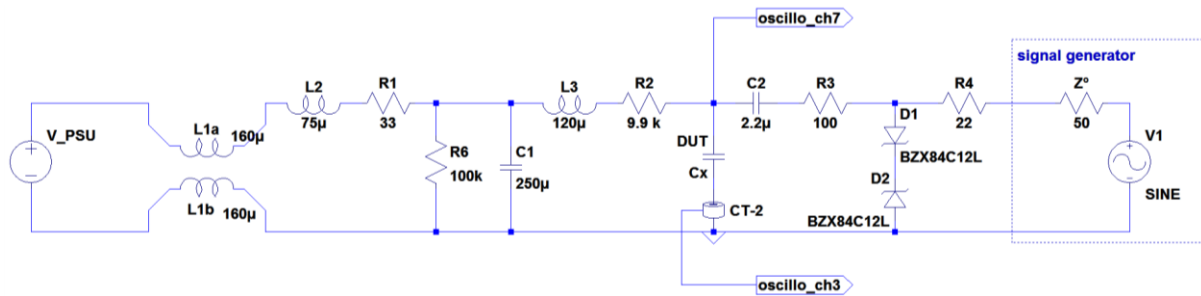 oscillo_ch7
signal generator
L2
75µ
R1
33
L3
120µ
R2
9.9 k
C2
2.2µ
R3
100
R4
22
Zº
50
V_PSU
L1a
160µ
L1b
160µ
R6
100k
C1
250µ
DUT
Cx
CT-2
D1
BZX84C12L
D2
BZX84C12L
V1
SINE
oscillo_ch3